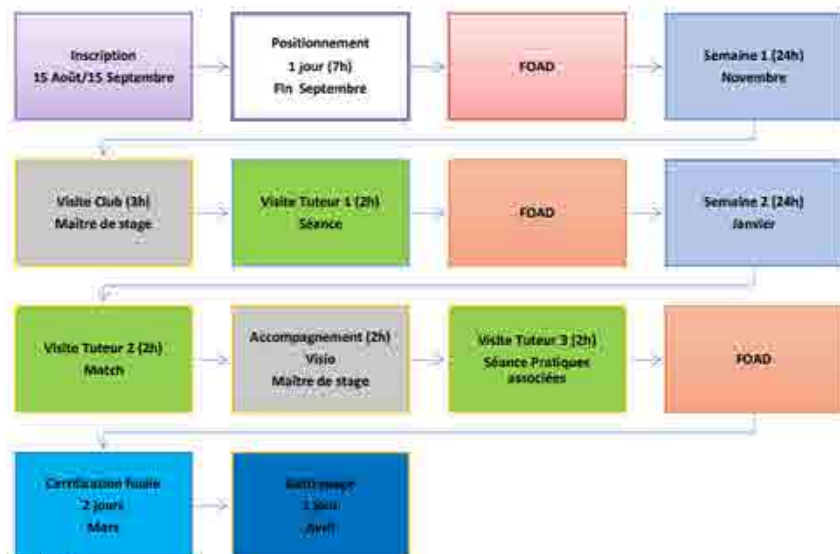 Inscription
15 Août/15 Septembre
Positionnement
1 jour (7h)
Fin Septembre
FOAD
Semaine 1 (24h)
Novembre
Visite Club (3h)
Maître de stage
Visite Tuteur 1 (2h)
Séance
FOAD
Semaine 2 (24h)
Janvier
Visite Tuteur 2 (2h)
Match
Accompagnement (2h)
Visio
Maître de stage
Visite Tuteur 3 (2h)
Séance Pratiques
associées
FOAD
Certification finale
2 jours
Mars
Rattrapage
1 jour
Avril